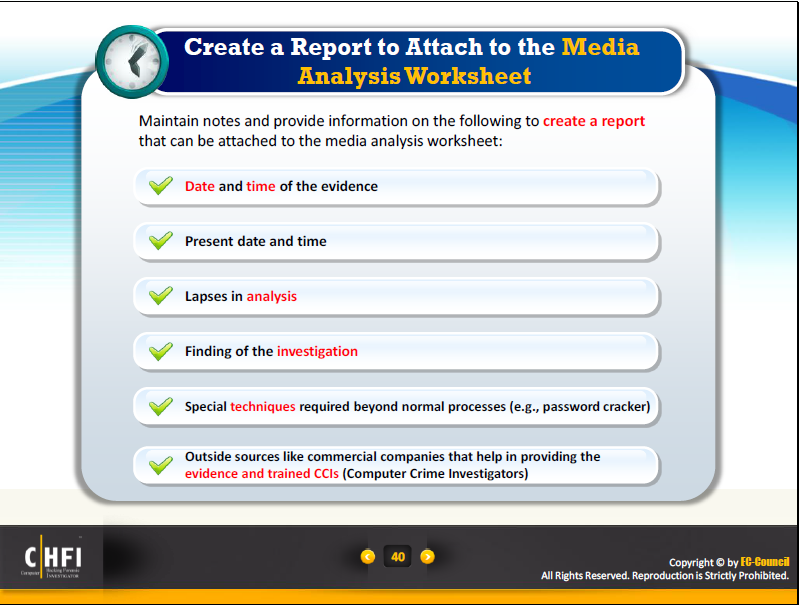 Create a Report to Attach to the Media
Analysis Worksheet
Maintain notes and provide information on the following to create a report
that can be attached to the media analysis worksheet:
Date and time of the evidence
Present date and time
Lapses in analysis
Finding of the investigation
Special techniques required beyond normal processes (e.g., password cracker)
Outside sources like commercial companies that help in providing the
evidence and trained CCIs (Computer Crime Investigators)
CHFI
Computer Hacking Forensic
INVESTIGATOR
40
Copyright © by EC-Council
All Rights Reserved. Reproduction is Strictly Prohibited.